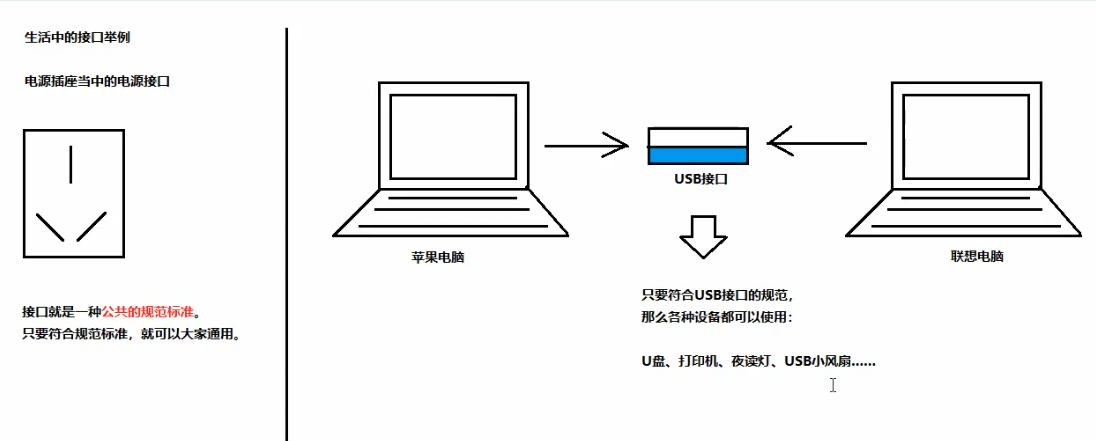 生活中的接口举例
电源插座当中的电源接口
接口就是一种公共的规范标准。
只要符合规范标准，就可以大家通用。
USB接口
苹果电脑
联想电脑
只要符合USB接口的规范，
那么各种设备都可以使用：
U盘、打印机、夜读灯、USB小风扇……